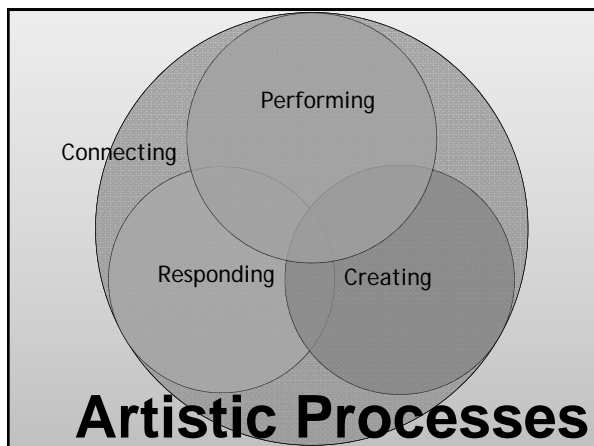 Performing
Connecting
Responding Creating
Artistic Processes